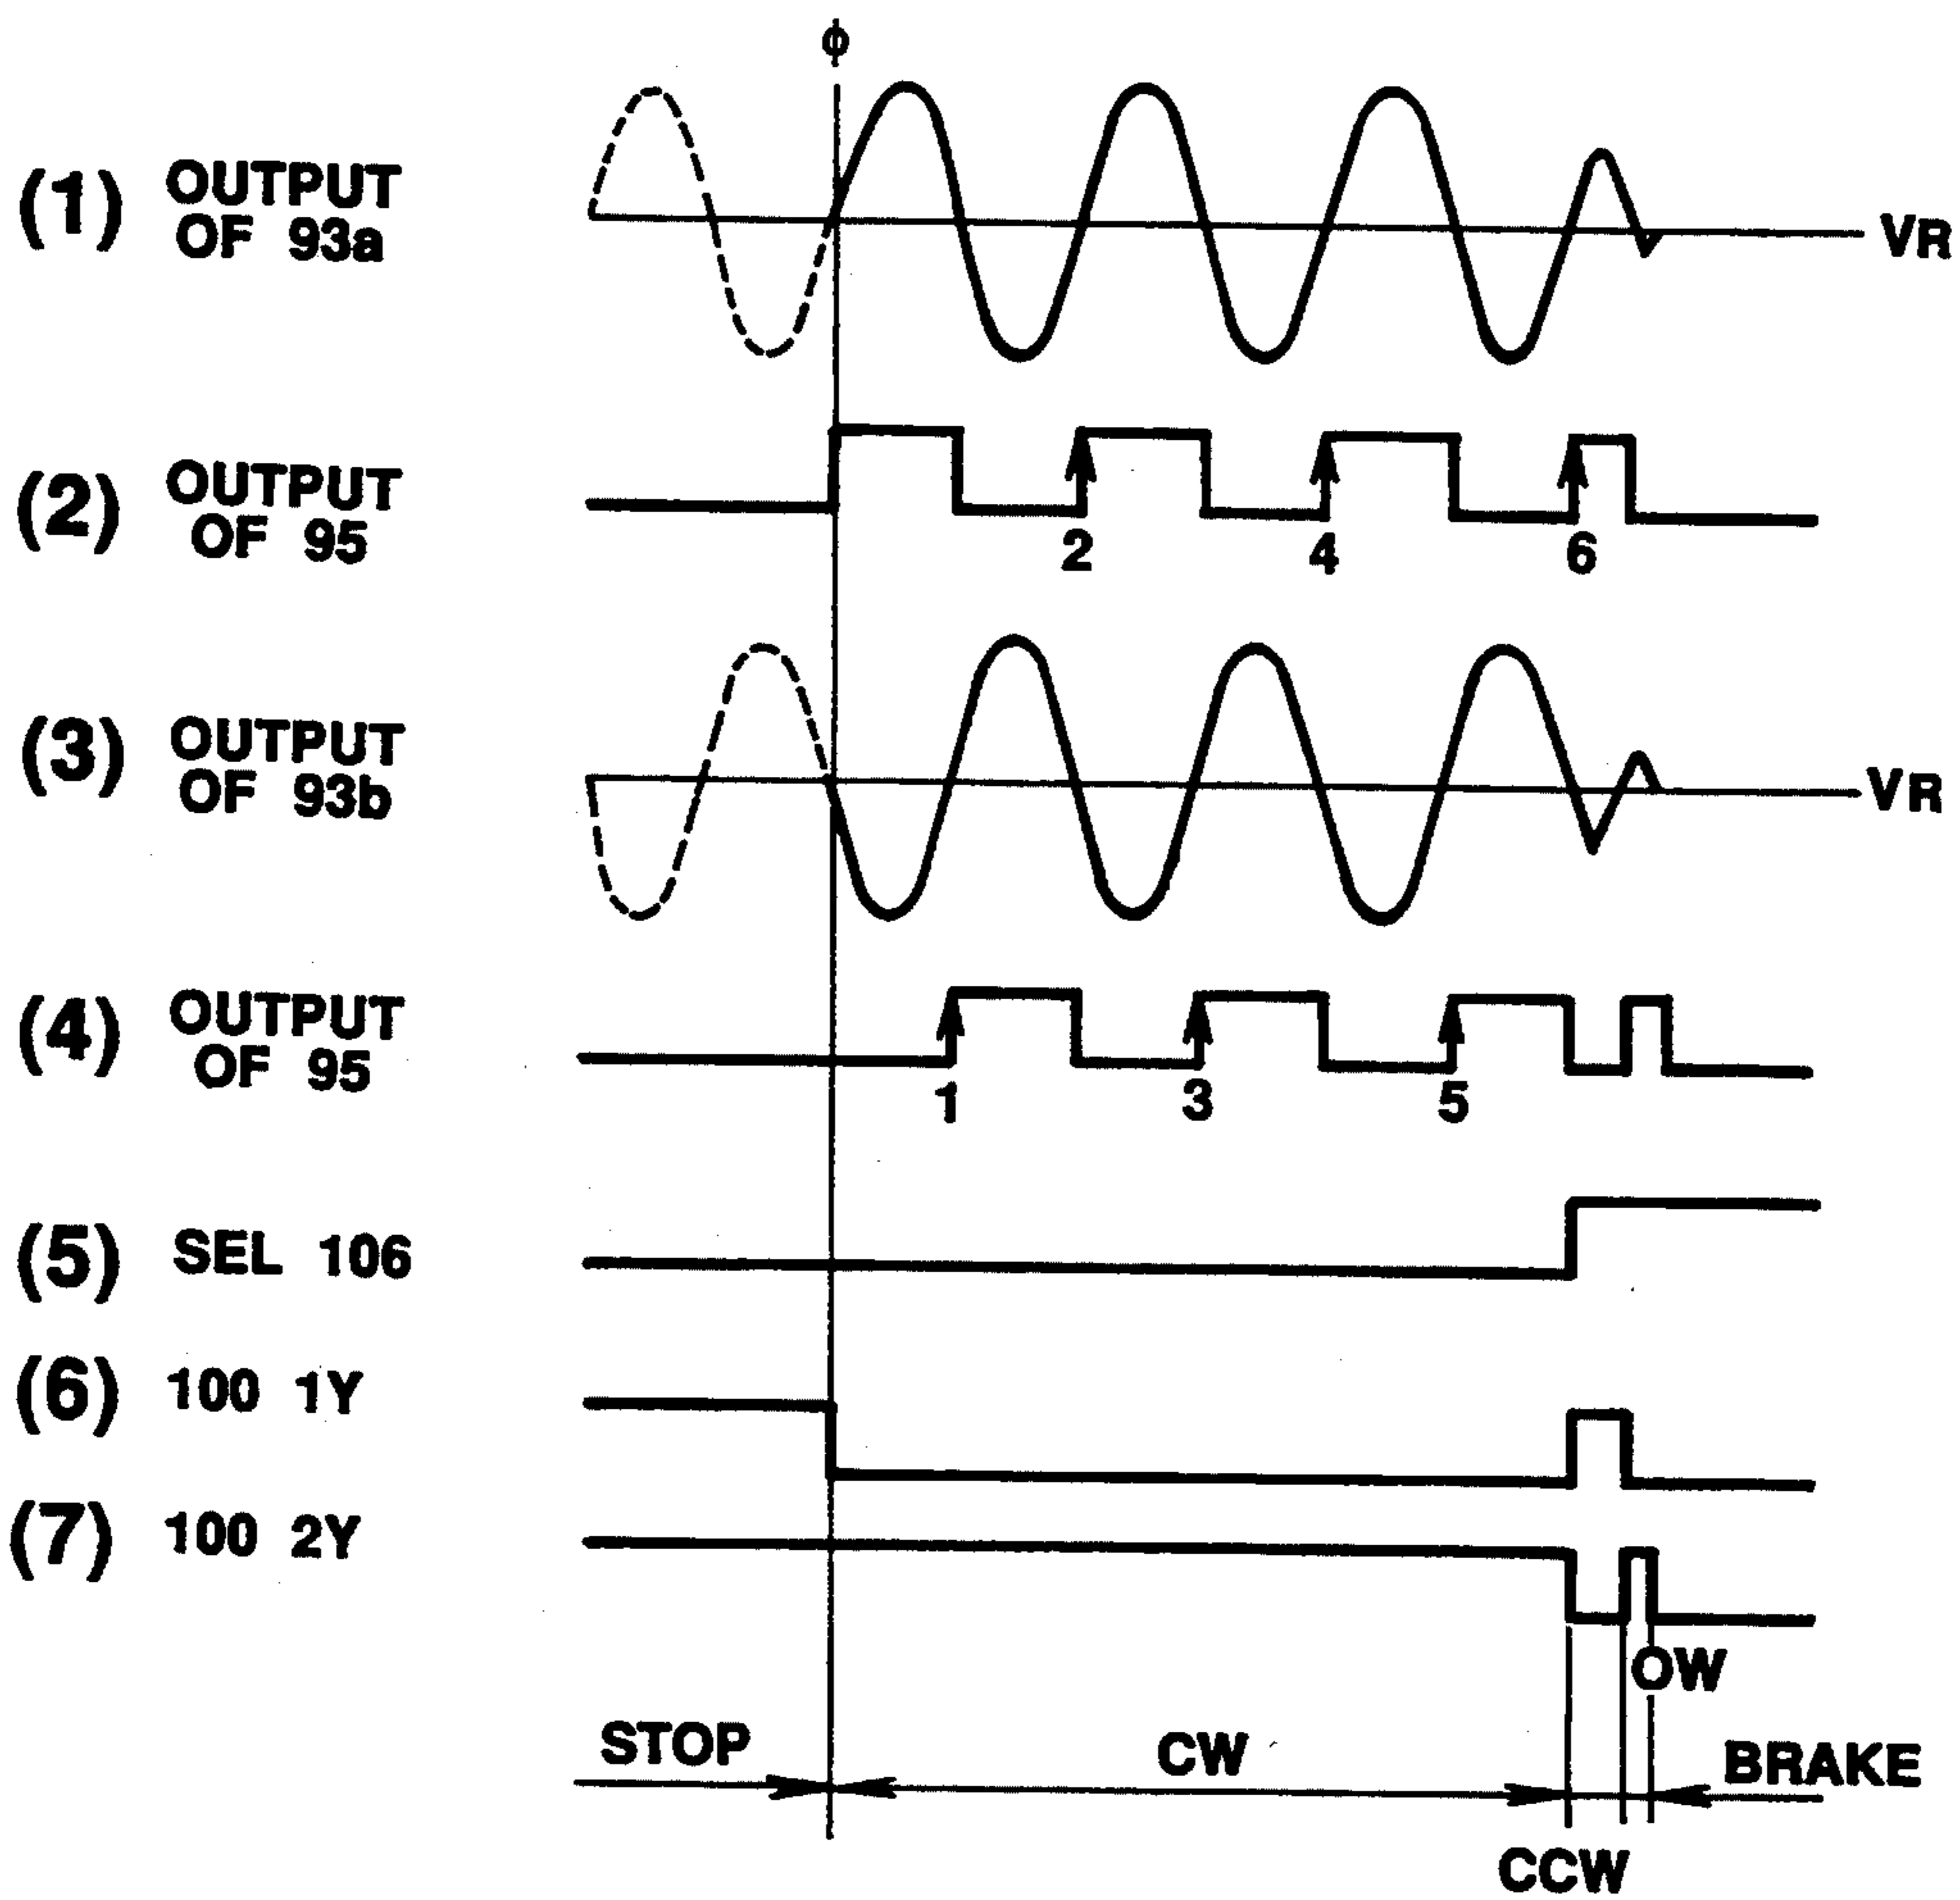 φ
(1) OUTPUT
OF 93a
VR
(2) OUTPUT
OF 95
2 4 6
(3) OUTPUT
OF 93b
VR
(4) OUTPUT
OF 95
1 3 5
(5) SEL 106
(6) 100 1Y
(7) 100 2Y
OW
STOP CW BRAKE
CCW